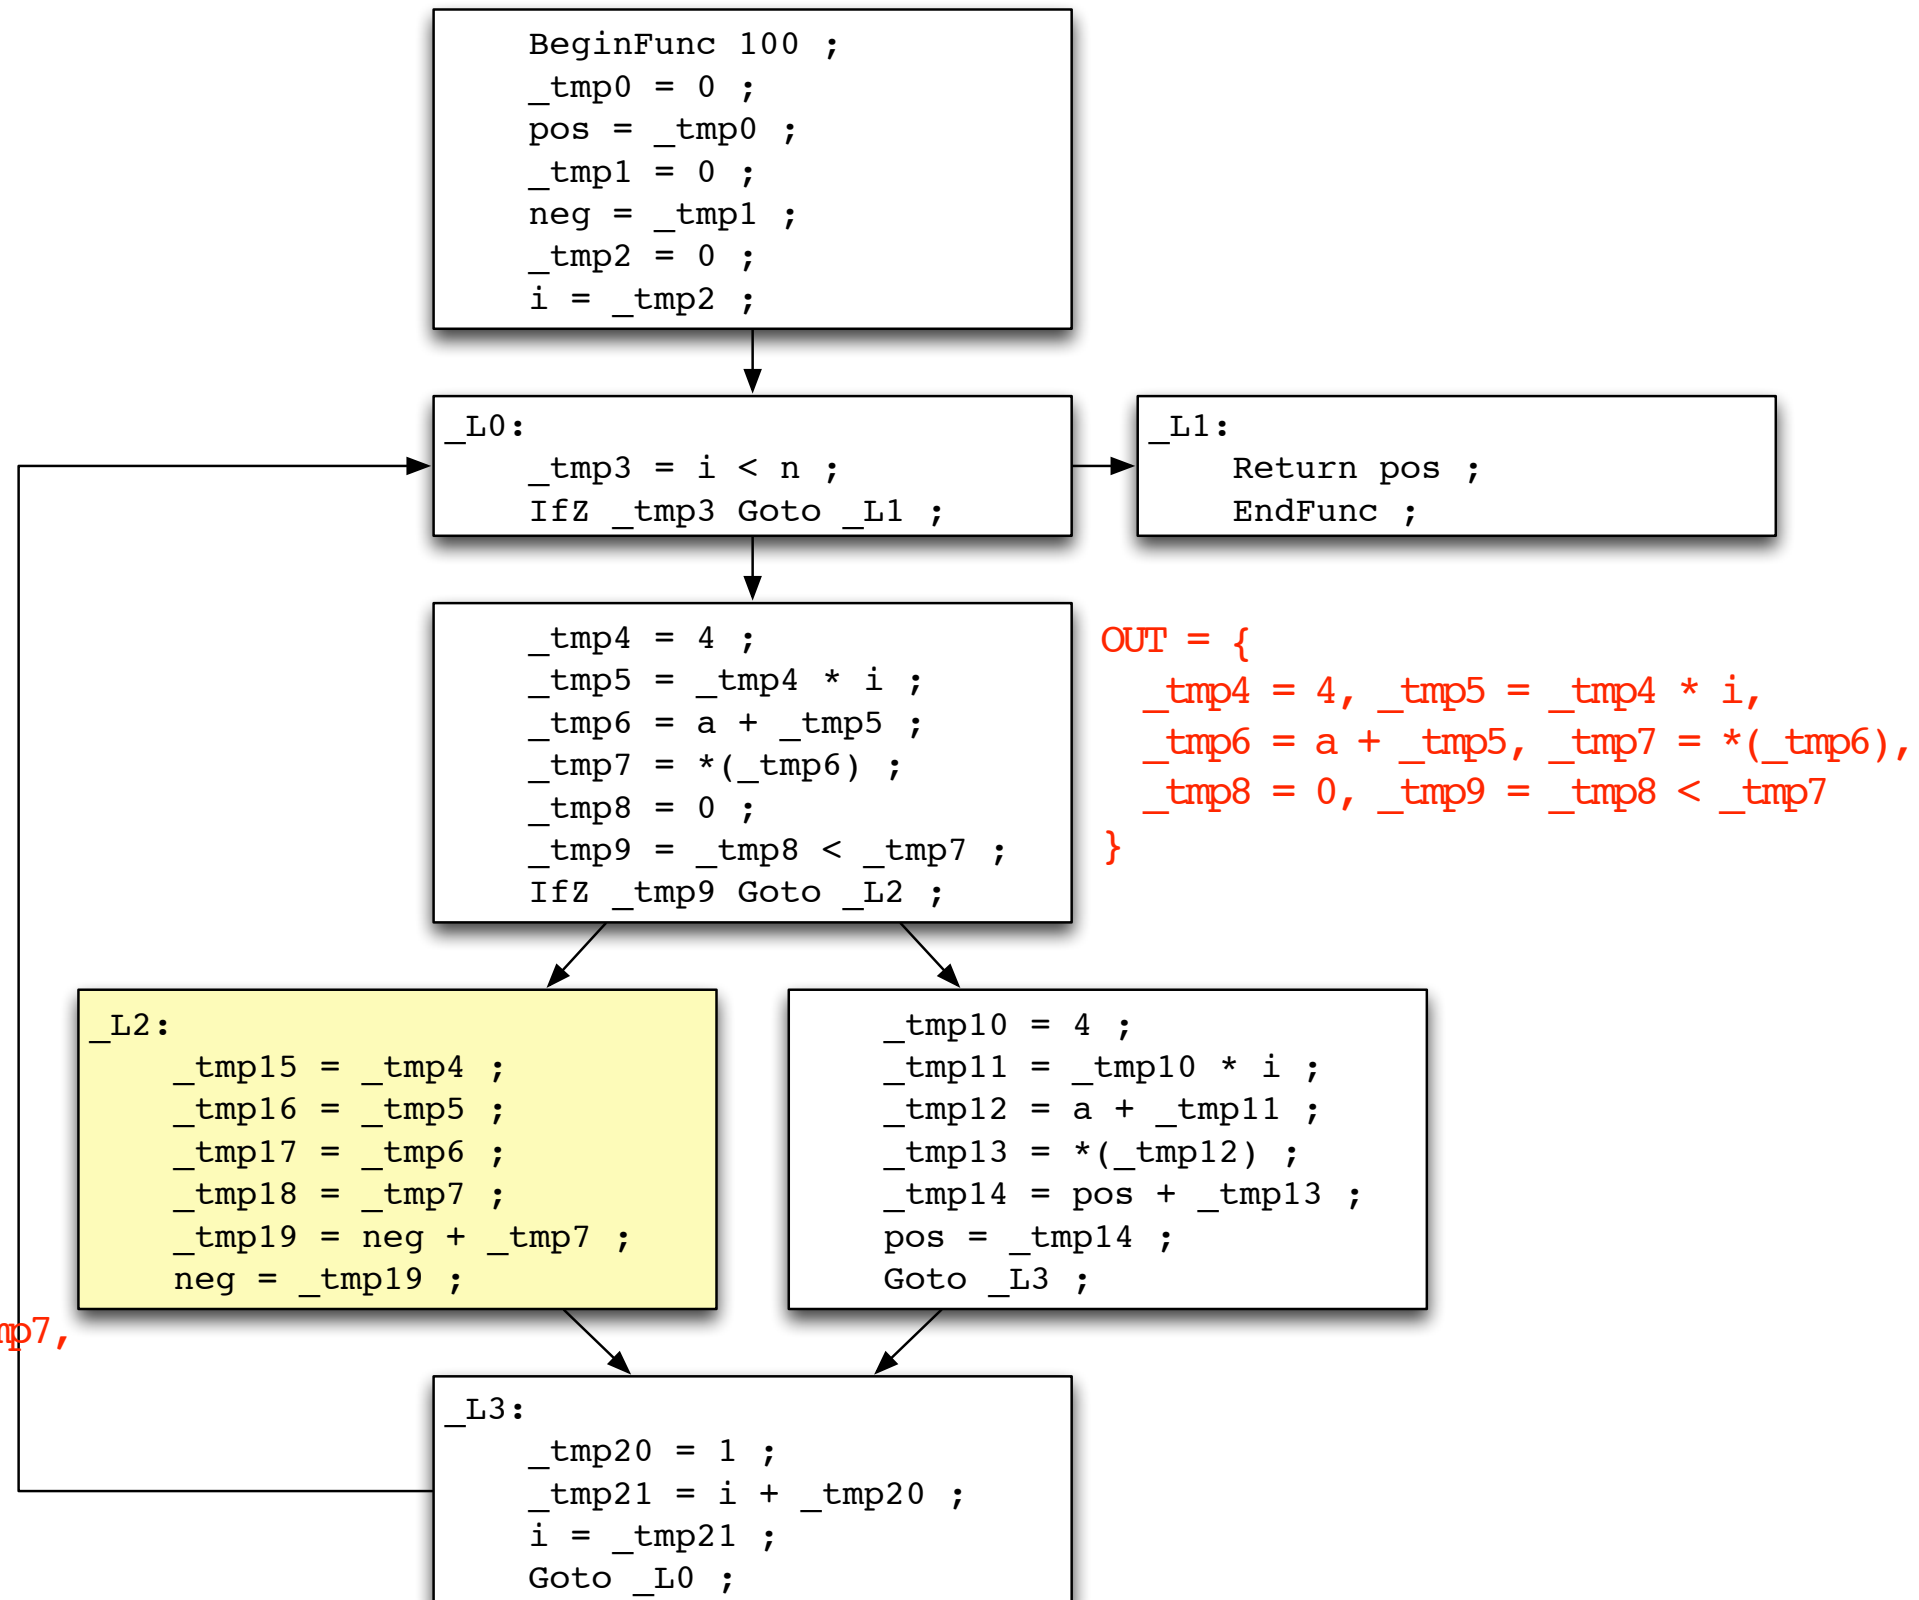 BeginFunc 100 ;
_tmp0 = 0 ;
pos = _tmp0 ;
_tmp1 = 0 ;
neg = _tmp1 ;
_tmp2 = 0 ;
i = _tmp2 ;
_L0:
_tmp3 = i < n ;
IfZ _tmp3 Goto _L1 ;
_L1:
Return pos ;
EndFunc ;
_tmp4 = 4 ;
_tmp5 = _tmp4 * i ;
_tmp6 = a + _tmp5 ;
_tmp7 = *(_tmp6) ;
_tmp8 = 0 ;
_tmp9 = _tmp8 < _tmp7 ;
IfZ _tmp9 Goto _L2 ;
OUT = {
_tmp4 = 4, _tmp5 = _tmp4 * i,
_tmp6 = a + _tmp5, _tmp7 = *(_tmp6),
_tmp8 = 0, _tmp9 = _tmp8 < _tmp7
}
_L2:
_tmp15 = _tmp4 ;
_tmp16 = _tmp5 ;
_tmp17 = _tmp6 ;
_tmp18 = _tmp7 ;
_tmp19 = neg + _tmp7 ;
neg = _tmp19 ;
_tmp10 = 4 ;
_tmp11 = _tmp10 * i ;
_tmp12 = a + _tmp11 ;
_tmp13 = *(_tmp12) ;
_tmp14 = pos + _tmp13 ;
pos = _tmp14 ;
Goto _L3 ;
mp7,
_L3:
_tmp20 = 1 ;
_tmp21 = i + _tmp20 ;
i = _tmp21 ;
Goto _L0 ;